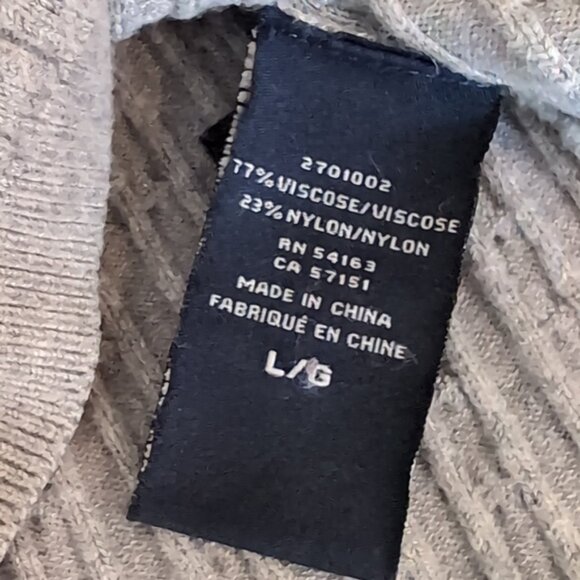 2701002
77% VISCOSE/VISCOSE
23% NYLON/NYLON
RN 54163
CA 57151
MADE IN CHINA
FABRIQUÉ EN CHINE
L/G